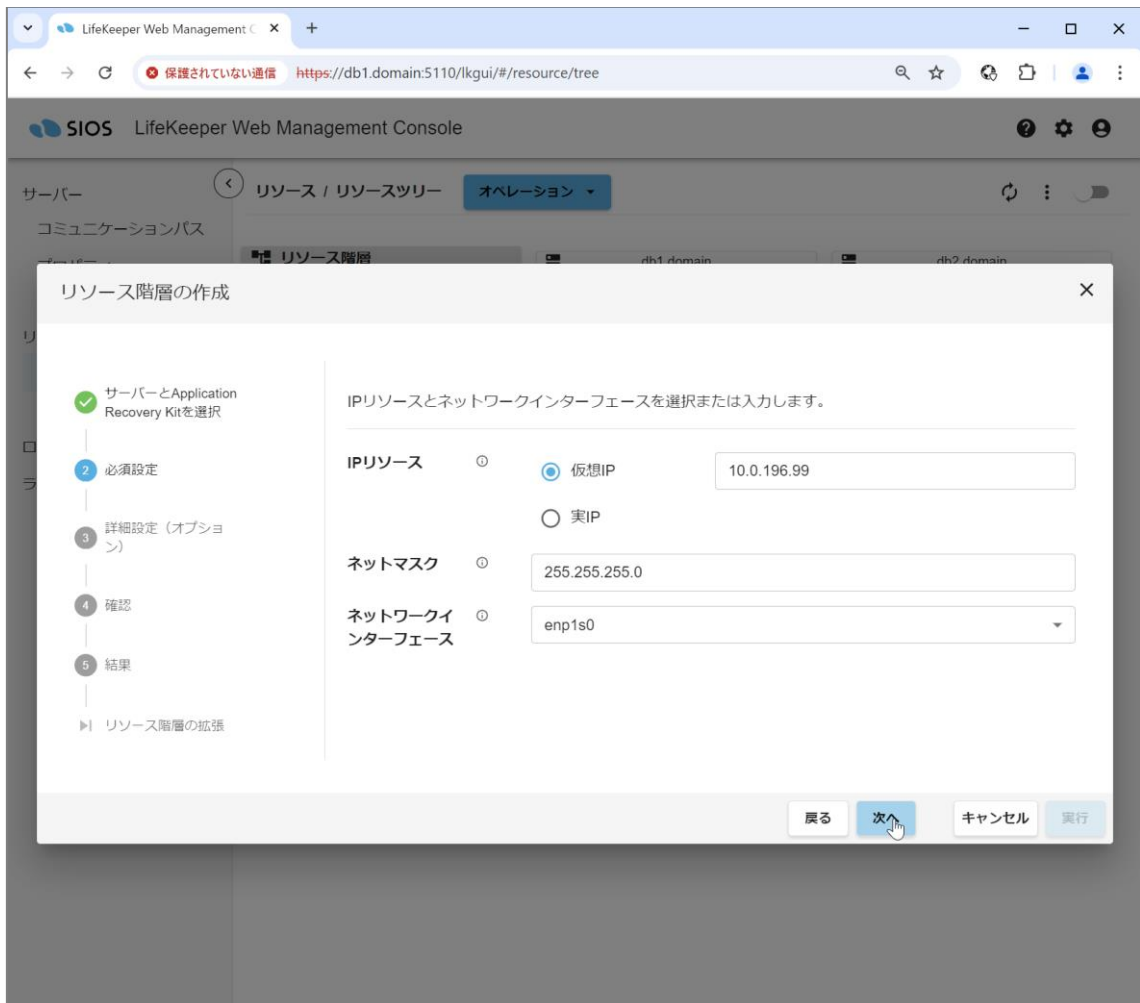 LifeKeeper Web Management C
保護されていない通信 https://db1.domain:5110/lkgui/#/resource/tree
SIOS LifeKeeper Web Management Console
サーバー
リソース / リソースツリー オペレーション
コミュニケーションパス
リソース階層 db1.domain db2.domain
リソース階層の作成
サーバーとApplication
Recovery Kitを選択
2 必須設定
3 詳細設定（オプショ
ン）
4 確認
5 結果
リソース階層の拡張
IPリソースとネットワークインターフェースを選択または入力します。
IPリソース 仮想IP 10.0.196.99
実IP
ネットマスク 255.255.255.0
ネットワークイ
ンターフェース enp1s0
戻る 次へ キャンセル 実行